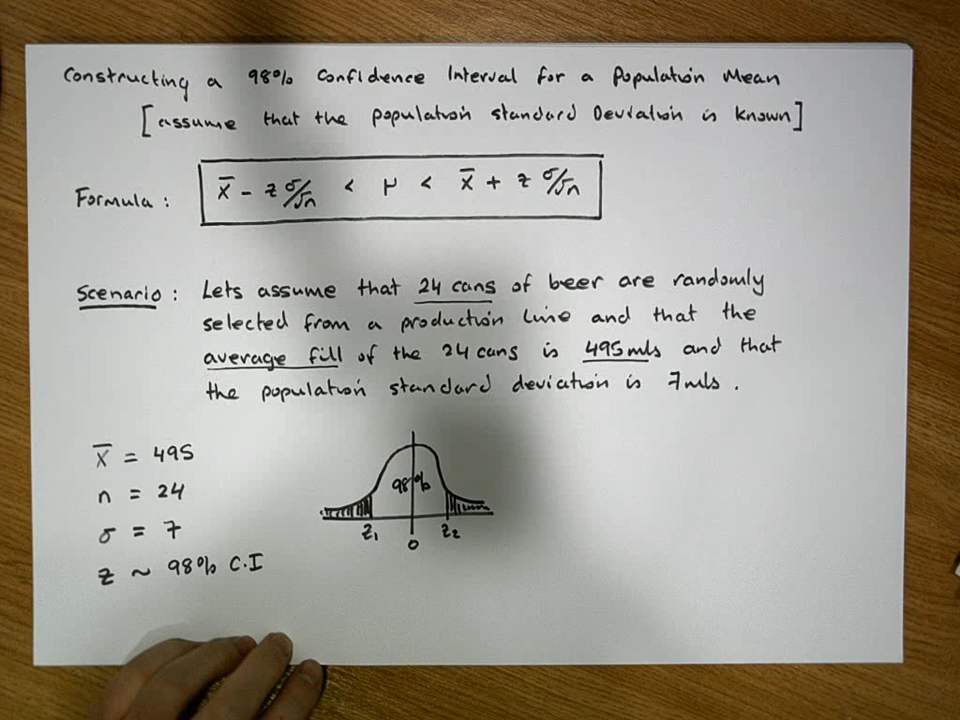 Constructing a 98% Confidence Interval for a Population Mean
[assume that the population standard Deviation is known]
Formula: x̄ - z σ/√n < μ < x̄ + z σ/√n
Scenario: Lets assume that 24 cans of beer are randomly
selected from a production line and that the
average fill of the 24 cans is 495mls and that
the population standard deviation is 7mls.
x̄ = 495
n = 24
σ = 7
z ~ 98% C.I
98%
z₁ 0 z₂